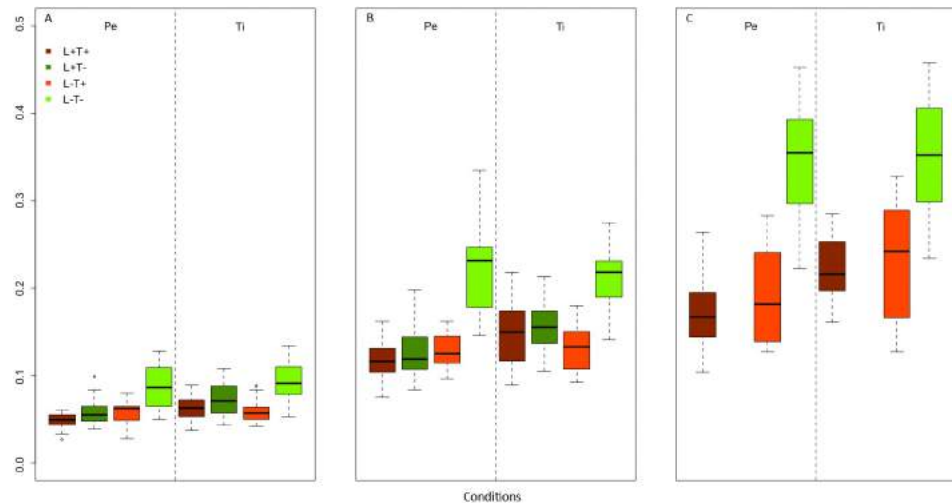 A
Pe
Ti
L+T+
L+T-
L-T+
L-T-
B
Pe
Ti
C
Pe
Ti
0.5
0.4
0.3
0.2
0.1
0.0
Conditions